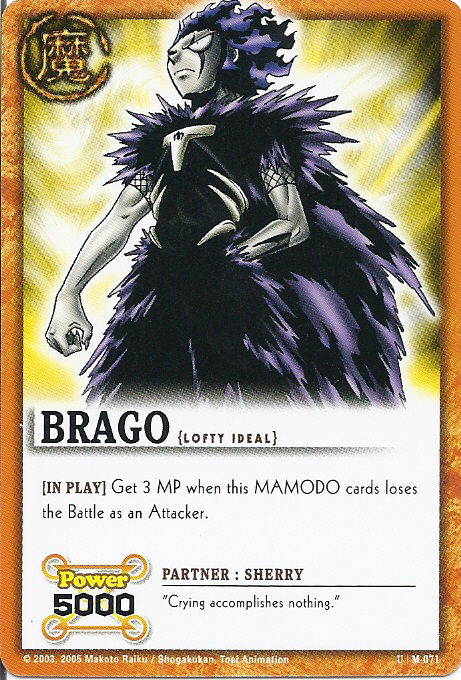 魔
BRAGO {LOFTY IDEAL}
[IN PLAY] Get 3 MP when this MAMODO cards loses
the Battle as an Attacker.
Power
5000
PARTNER : SHERRY
"Crying accomplishes nothing."
© 2003, 2005 Makoto Raiku / Shogakukan, Toei Animation
U / M-071